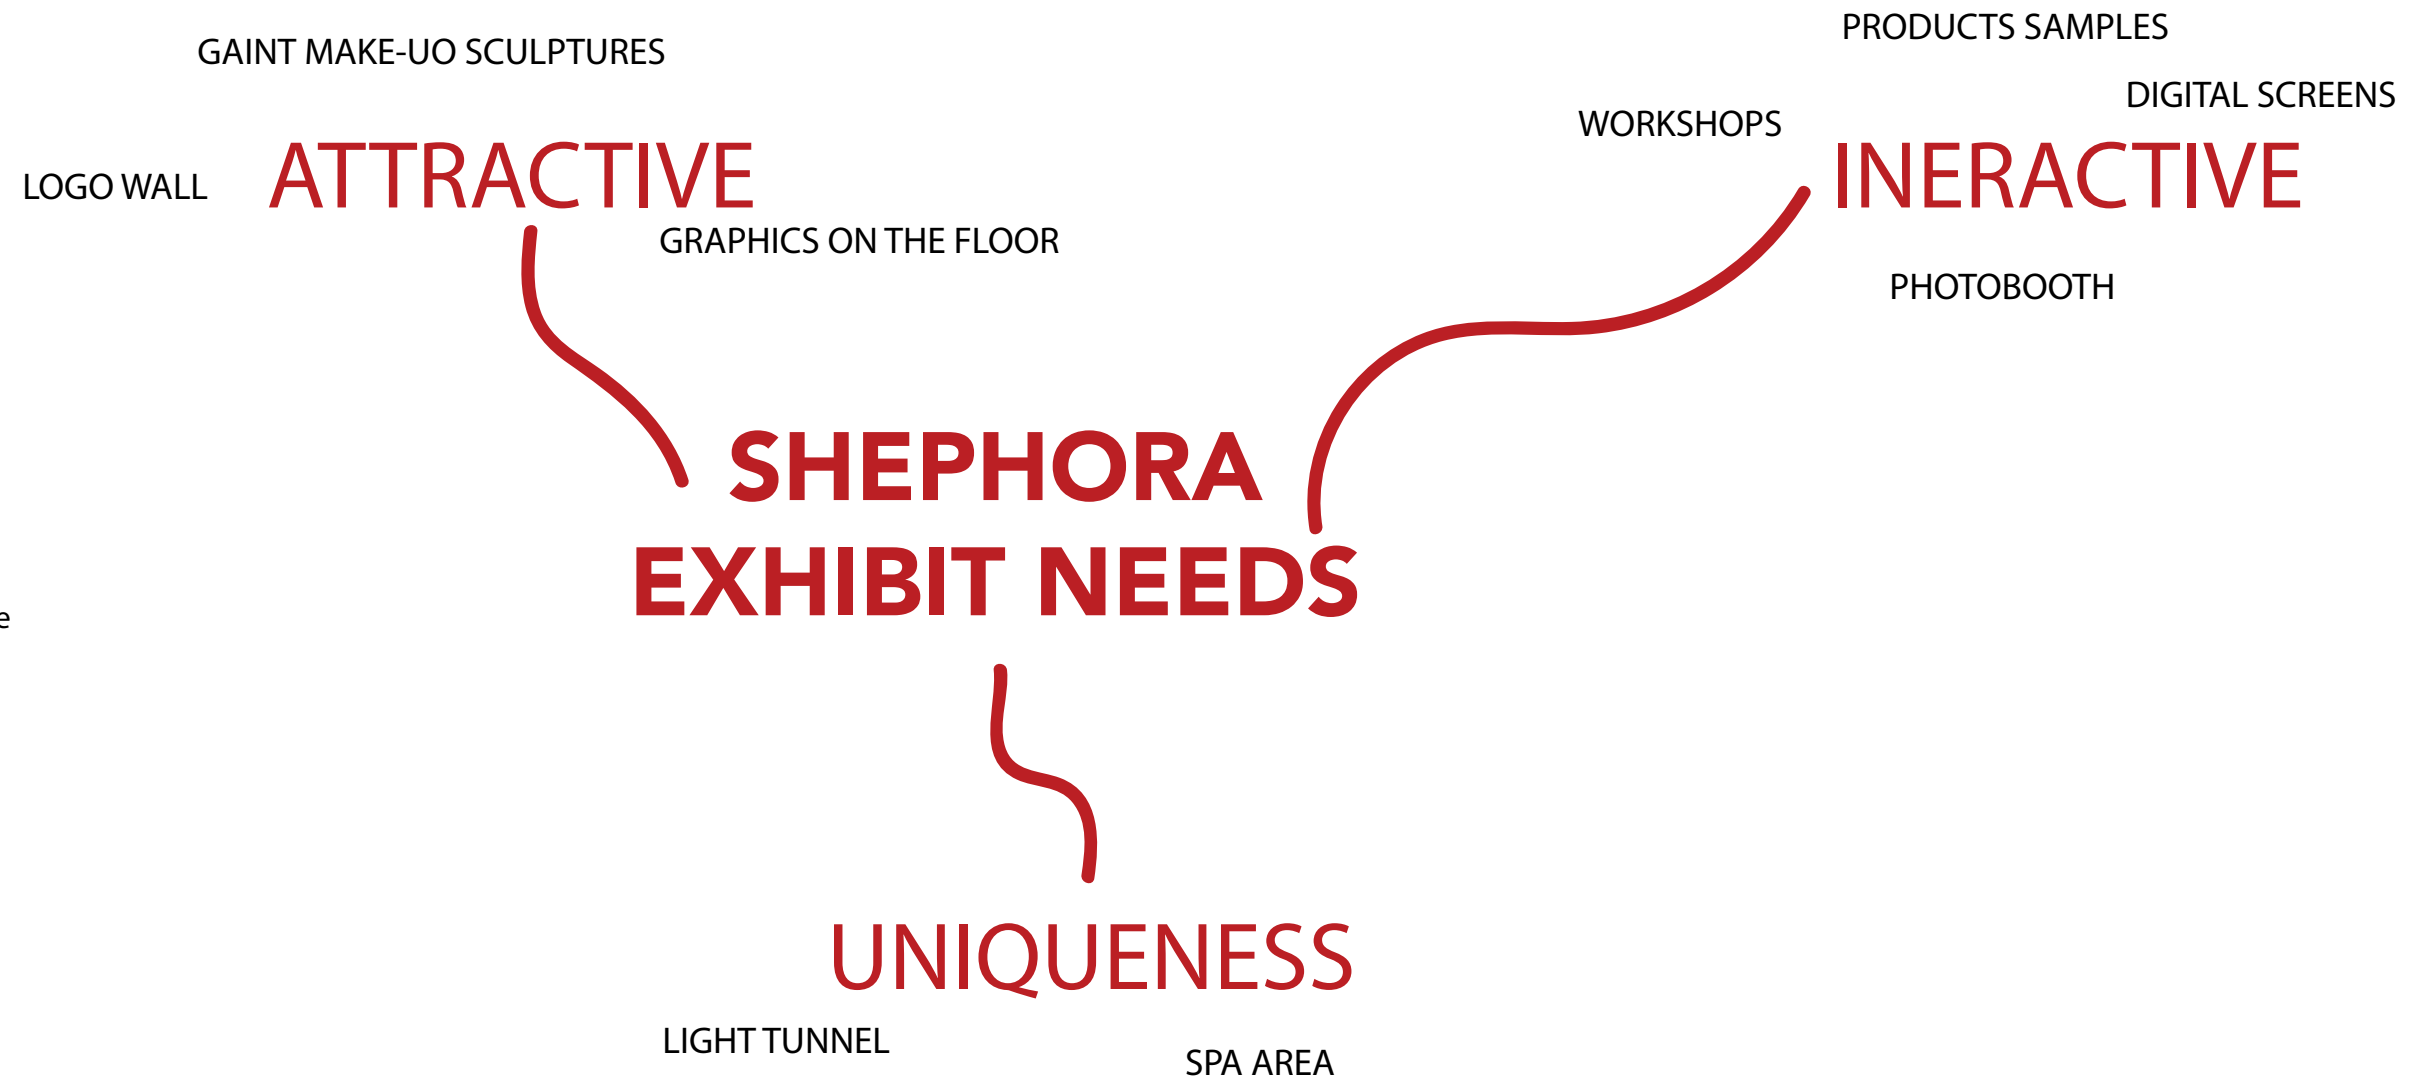 PRODUCTS SAMPLES
GAINT MAKE-UO SCULPTURES
DIGITAL SCREENS
WORKSHOPS
ATTRACTIVE
INERACTIVE
LOGO WALL
GRAPHICS ON THE FLOOR
PHOTOBOOTH
SHEPHORA
EXHIBIT NEEDS
e
UNIQUENESS
LIGHT TUNNEL
SPA AREA